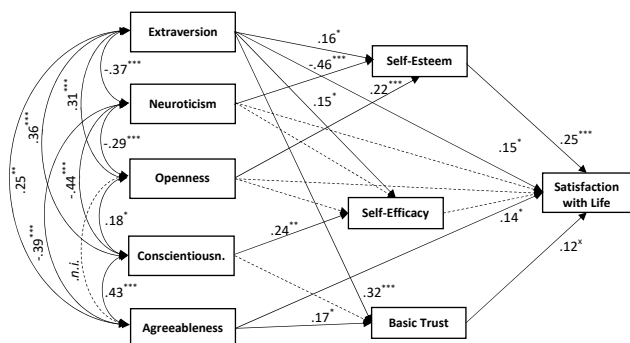 Extraversion
.16*
Self-Esteem
-.46***
-.37***
.31***
.15*
.22***
.36***
Neuroticism
.25***
-.29***
.15*
.25**
-.44***
Openness
Satisfaction
with Life
Self-Efficacy
.18*
.14*
.24**
-.39***
n.i.
Conscientiousn.
.12x
.43***
.32***
.17*
Basic Trust
Agreeableness